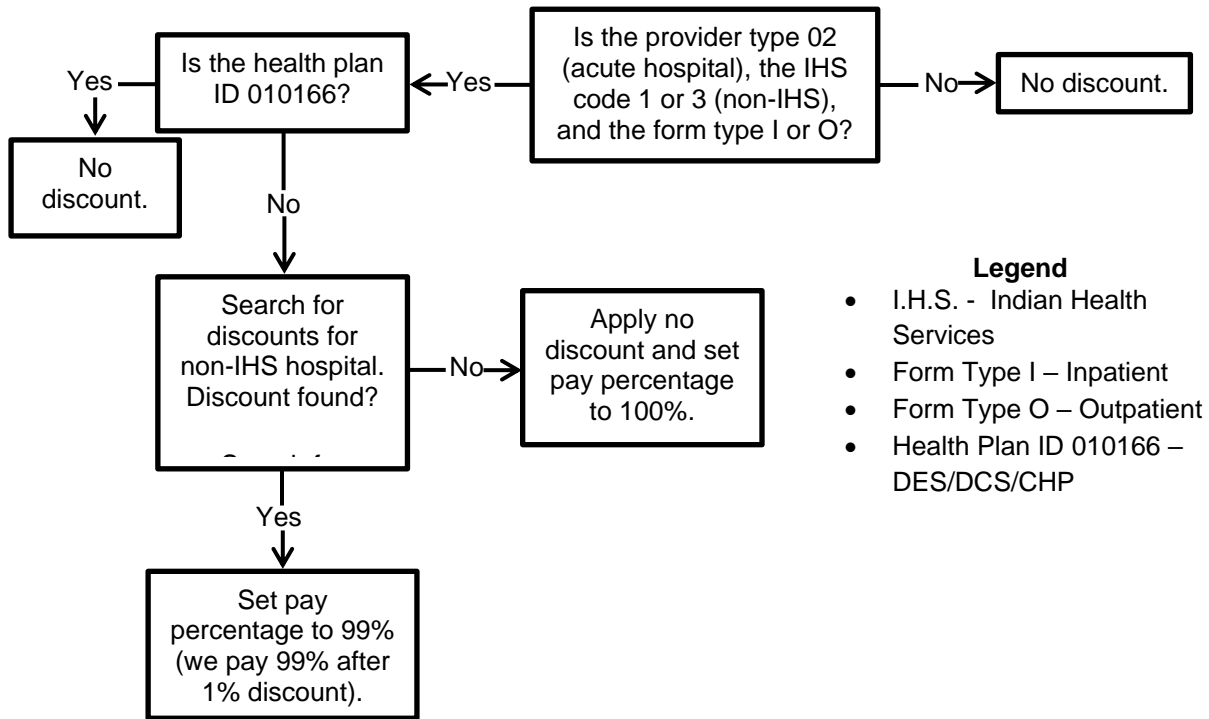 Is the provider type 02
(acute hospital), the IHS
code 1 or 3 (non-IHS),
and the form type I or O?
No
No discount.
Yes
Is the health plan
ID 010166?
Yes
No
discount.
No
Search for
discounts for
non-IHS hospital.
Discount found?
No
Apply no
discount and set
pay percentage
to 100%.
Yes
Set pay
percentage to 99%
(we pay 99% after
1% discount).
Legend
• I.H.S. - Indian Health
Services
• Form Type I – Inpatient
• Form Type O – Outpatient
• Health Plan ID 010166 –
DES/DCS/CHP